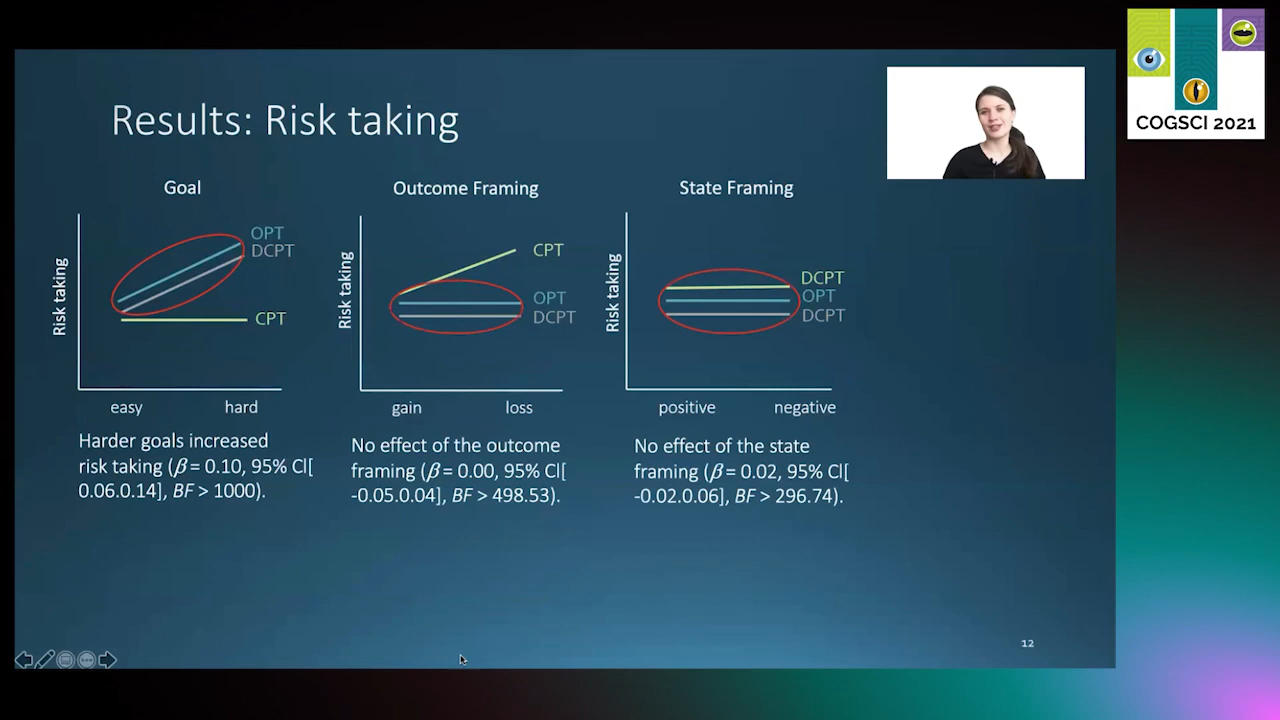 COGSCI 2021
Results: Risk taking
Goal
Risk taking
OPT
DCPT
CPT
easy hard
Harder goals increased
risk taking (β = 0.10, 95% CI[
0.06.0.14], BF > 1000).
Outcome Framing
Risk taking
CPT
OPT
DCPT
gain loss
No effect of the outcome
framing (β = 0.00, 95% CI[
-0.05.0.04], BF > 498.53).
State Framing
Risk taking
DCPT
OPT
DCPT
positive negative
No effect of the state
framing (β = 0.02, 95% CI[
-0.02.0.06], BF > 296.74).
12